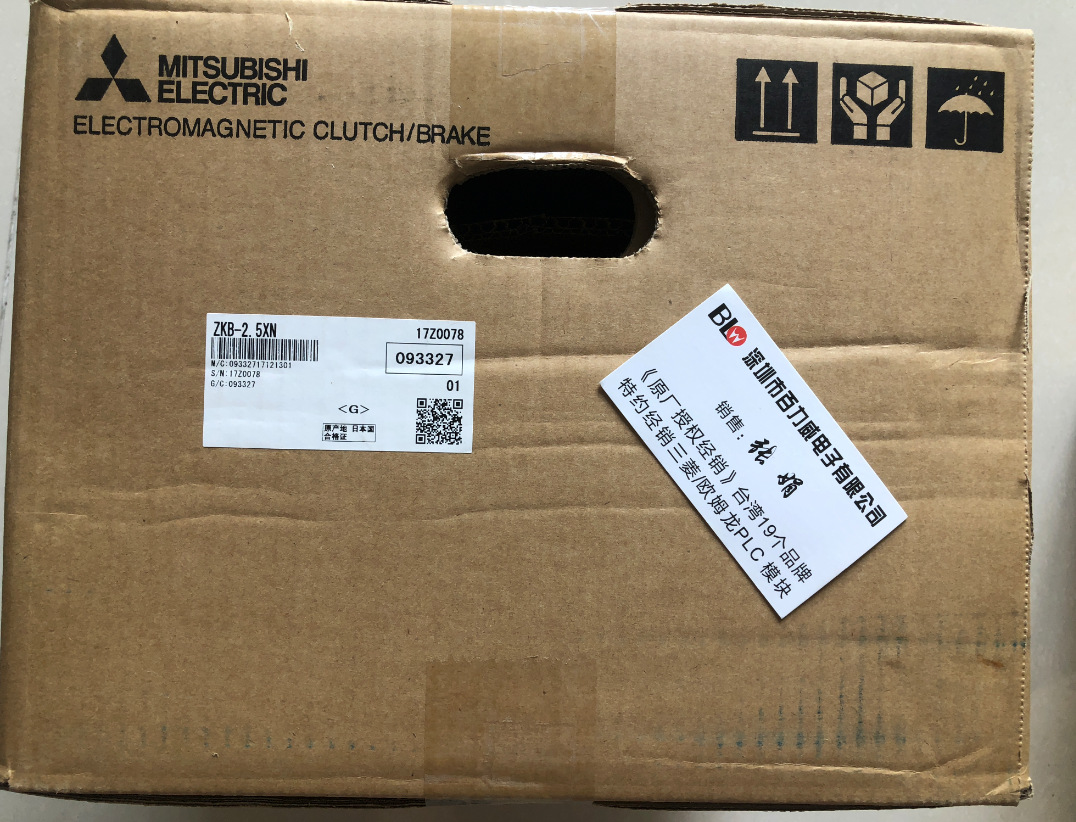 MITSUBISHI
ELECTRIC
ELECTROMAGNETIC CLUTCH/BRAKE
ZKB-2.5XN
17Z0078
093327
M/C:09332717121301
S/N:17Z0078
G/C:093327
01
<G>
原产地 日本国
合格证
BLW
深圳市百力威电子有限公司
销售：张娟
《原厂授权经销》台湾19个品牌
特约经销三菱/欧姆龙PLC模块